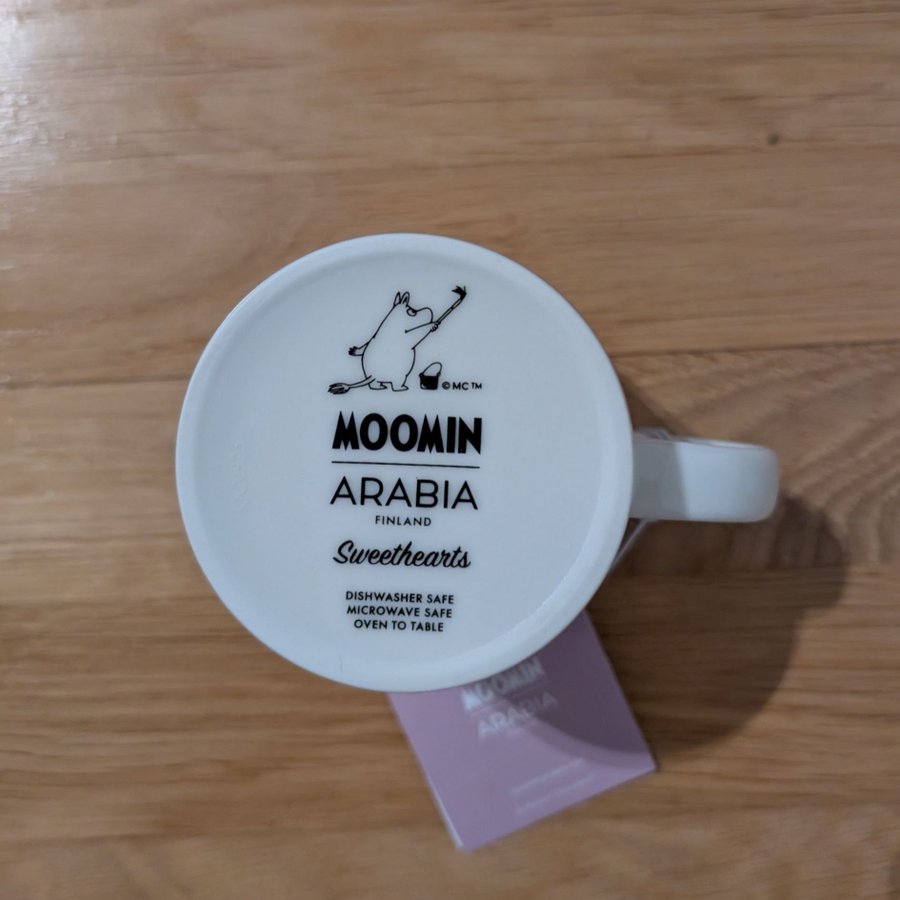 ©MC™
MOOMIN
ARABIA
FINLAND
Sweethearts
DISHWASHER SAFE
MICROWAVE SAFE
OVEN TO TABLE
MOOMIN
ARABIA